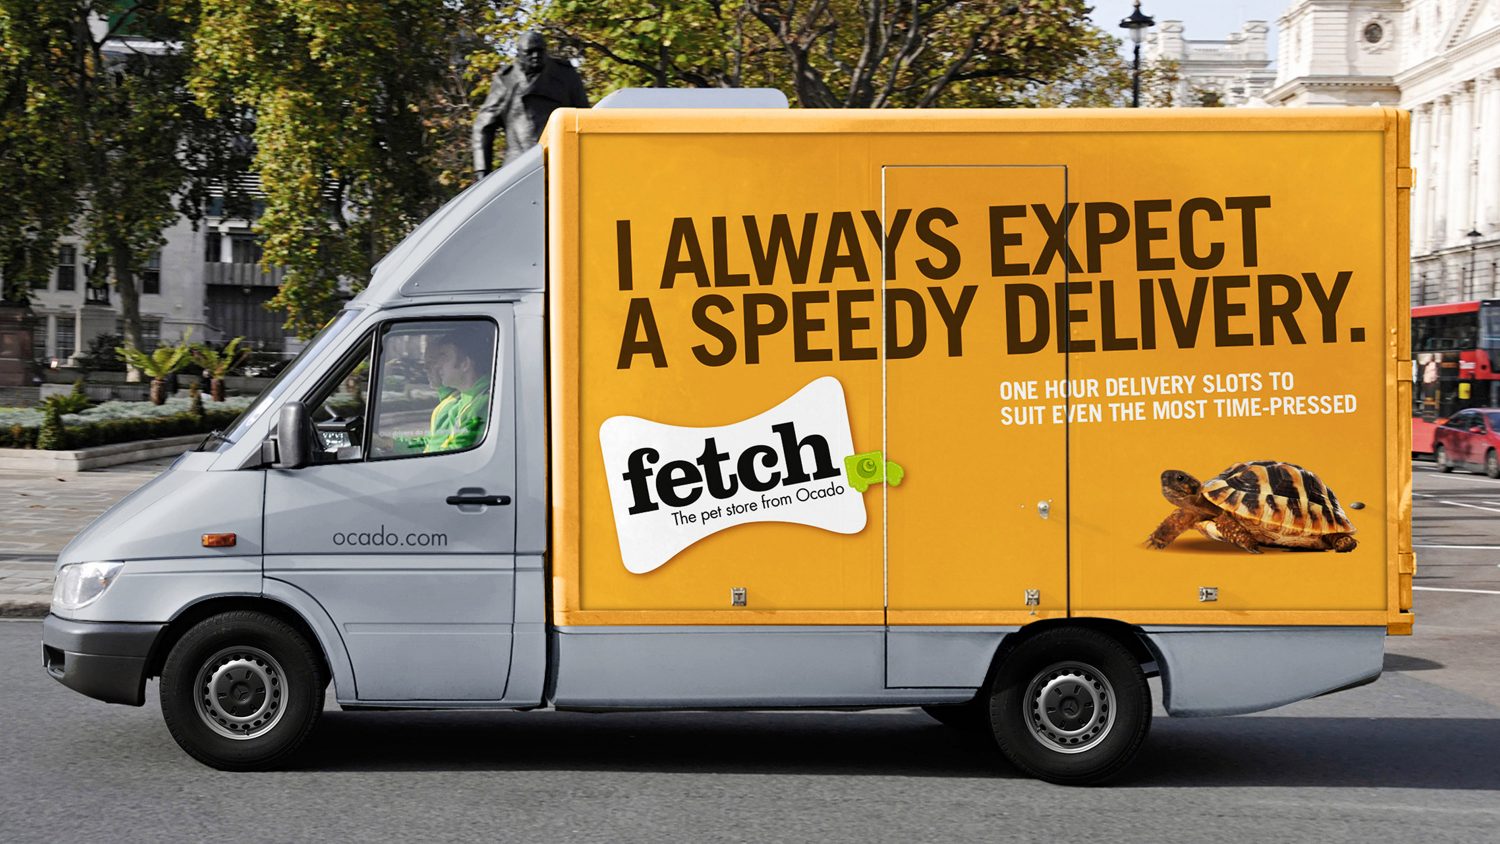 I ALWAYS EXPECT
A SPEEDY DELIVERY.
ONE HOUR DELIVERY SLOTS TO
SUIT EVEN THE MOST TIME-PRESSED
fetch
The pet store from Ocado
ocado.com